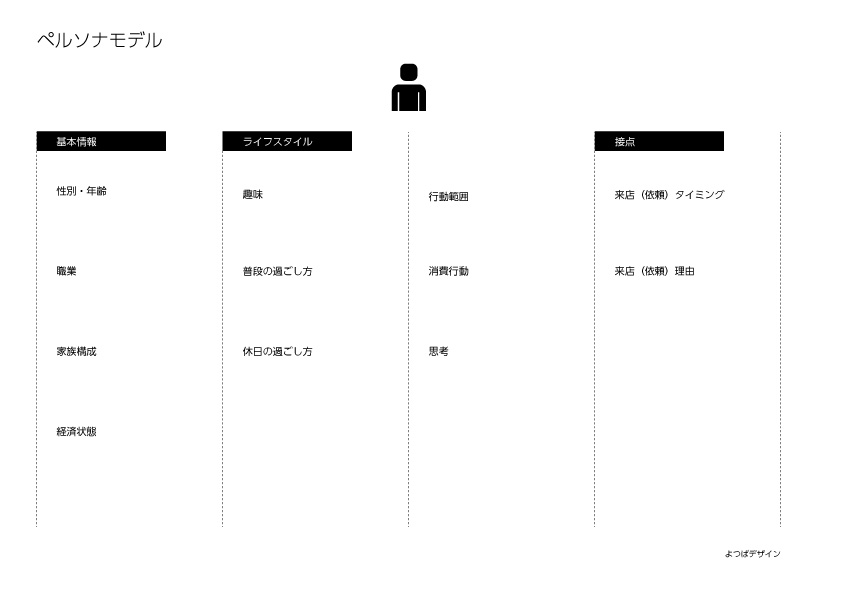 ペルソナモデル
基本情報
性別・年齢
職業
家族構成
経済状態
ライフスタイル
趣味
普段の過ごし方
休日の過ごし方
行動範囲
消費行動
思考
接点
来店（依頼）タイミング
来店（依頼）理由
よつばデザイン